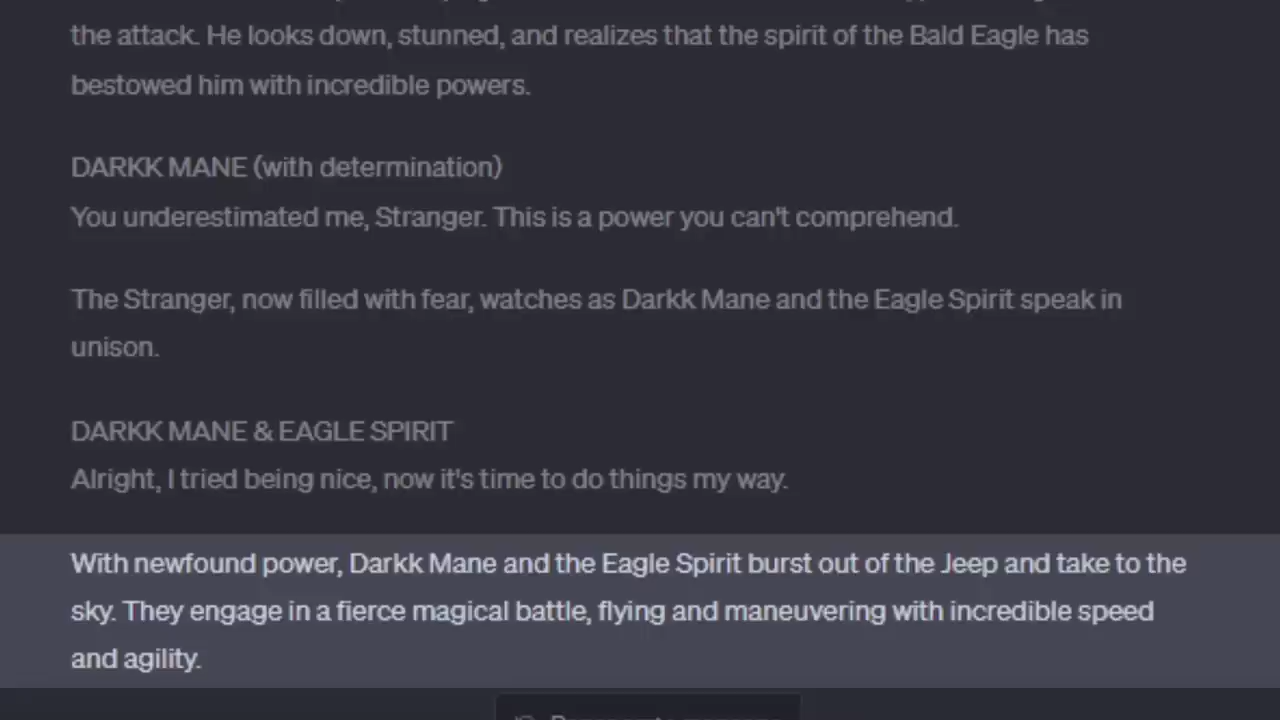 the attack. He looks down, stunned, and realizes that the spirit of the Bald Eagle has
bestowed him with incredible powers.
DARKK MANE (with determination)
You underestimated me, Stranger. This is a power you can't comprehend.
The Stranger, now filled with fear, watches as Darkk Mane and the Eagle Spirit speak in
unison.
DARKK MANE & EAGLE SPIRIT
Alright, I tried being nice, now it's time to do things my way.
With newfound power, Darkk Mane and the Eagle Spirit burst out of the Jeep and take to the
sky. They engage in a fierce magical battle, flying and maneuvering with incredible speed
and agility.